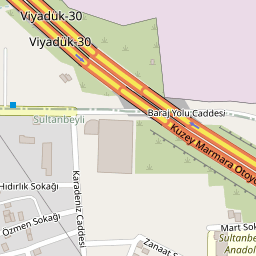 Viyadük-30
Viyadük-30
Baraj Yolu Caddesi
Sultanbeyli
Kuzey Marmara Otoyo
Hıdırlık Sokağı
Karadeniz Caddesi
Özmen Sokağı
Mart Sokağı
Zanaat S
Sultanbe
Anadol